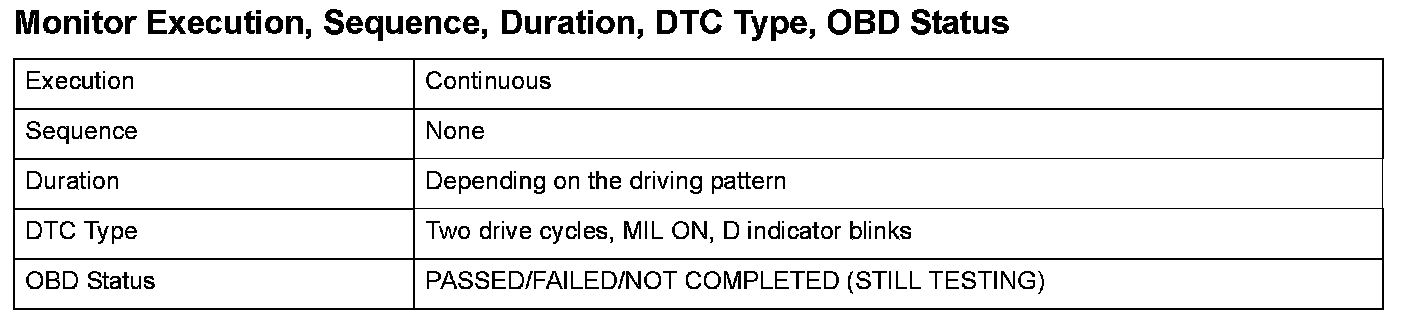 Monitor Execution, Sequence, Duration, DTC Type, OBD Status
Execution Continuous
Sequence None
Duration Depending on the driving pattern
DTC Type Two drive cycles, MIL ON, D indicator blinks
OBD Status PASSED/FAILED/NOT COMPLETED (STILL TESTING)